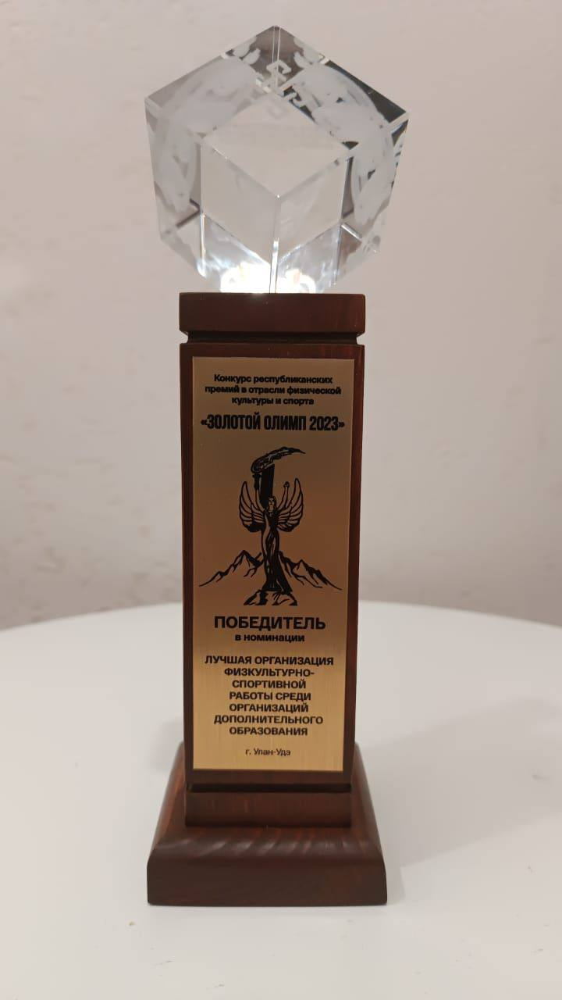 Конкурс республиканских
премий в отрасли физической
культуры и спорта
«ЗОЛОТОЙ ОЛИМП 2023»
ПОБЕДИТЕЛЬ
в номинации
ЛУЧШАЯ ОРГАНИЗАЦИЯ
ФИЗКУЛЬТУРНО-
СПОРТИВНОЙ
РАБОТЫ СРЕДИ
ОРГАНИЗАЦИЙ
ДОПОЛНИТЕЛЬНОГО
ОБРАЗОВАНИЯ
г. Улан-Удэ